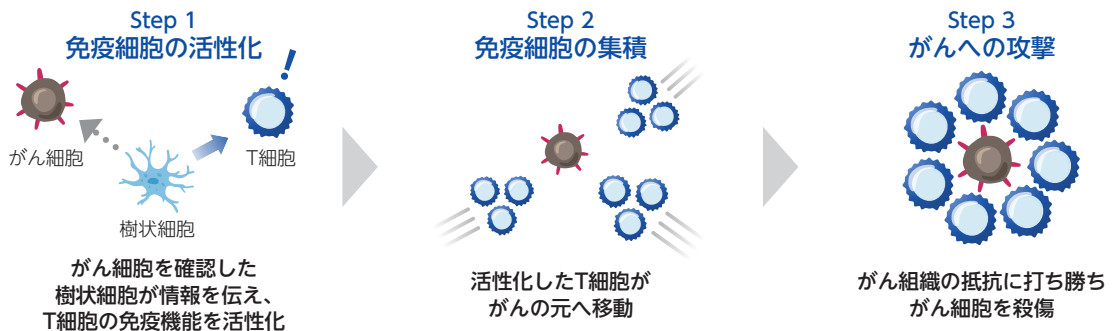 Step 1
免疫細胞の活性化
がん細胞
T細胞
樹状細胞
がん細胞を確認した
樹状細胞が情報を伝え、
T細胞の免疫機能を活性化
Step 2
免疫細胞の集積
活性化したT細胞が
がんの元へ移動
Step 3
がんへの攻撃
がん組織の抵抗に打ち勝ち
がん細胞を殺傷